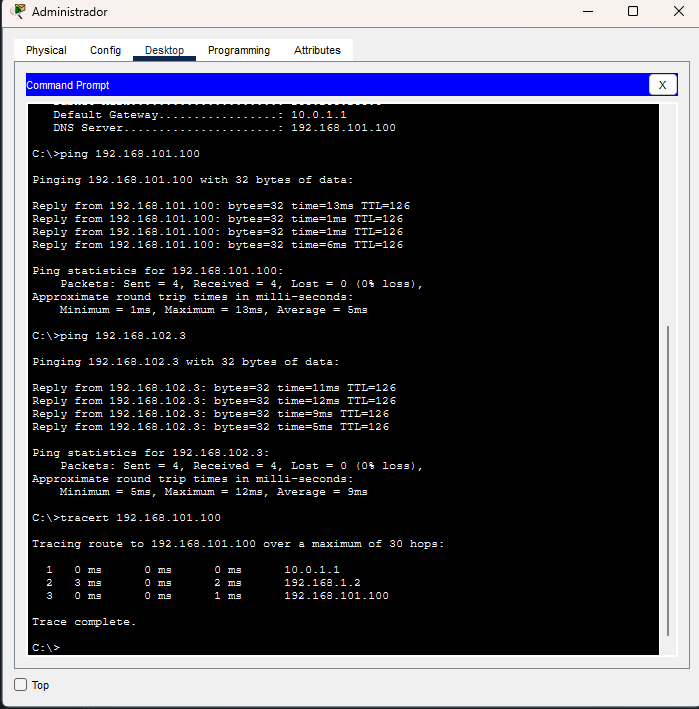 Administrador
Physical Config Desktop Programming Attributes
Command Prompt X
Default Gateway.................: 10.0.1.1
DNS Server......................: 192.168.101.100
C:\>ping 192.168.101.100
Pinging 192.168.101.100 with 32 bytes of data:
Reply from 192.168.101.100: bytes=32 time=13ms TTL=126
Reply from 192.168.101.100: bytes=32 time=1ms TTL=126
Reply from 192.168.101.100: bytes=32 time=1ms TTL=126
Reply from 192.168.101.100: bytes=32 time=6ms TTL=126
Ping statistics for 192.168.101.100:
Packets: Sent = 4, Received = 4, Lost = 0 (0% loss),
Approximate round trip times in milli-seconds:
Minimum = 1ms, Maximum = 13ms, Average = 5ms
C:\>ping 192.168.102.3
Pinging 192.168.102.3 with 32 bytes of data:
Reply from 192.168.102.3: bytes=32 time=11ms TTL=126
Reply from 192.168.102.3: bytes=32 time=12ms TTL=126
Reply from 192.168.102.3: bytes=32 time=9ms TTL=126
Reply from 192.168.102.3: bytes=32 time=5ms TTL=126
Ping statistics for 192.168.102.3:
Packets: Sent = 4, Received = 4, Lost = 0 (0% loss),
Approximate round trip times in milli-seconds:
Minimum = 5ms, Maximum = 12ms, Average = 9ms
C:\>tracert 192.168.101.100
Tracing route to 192.168.101.100 over a maximum of 30 hops:
1 0 ms 0 ms 0 ms 10.0.1.1
2 3 ms 0 ms 2 ms 192.168.1.2
3 0 ms 0 ms 1 ms 192.168.101.100
Trace complete.
C:\>
Top